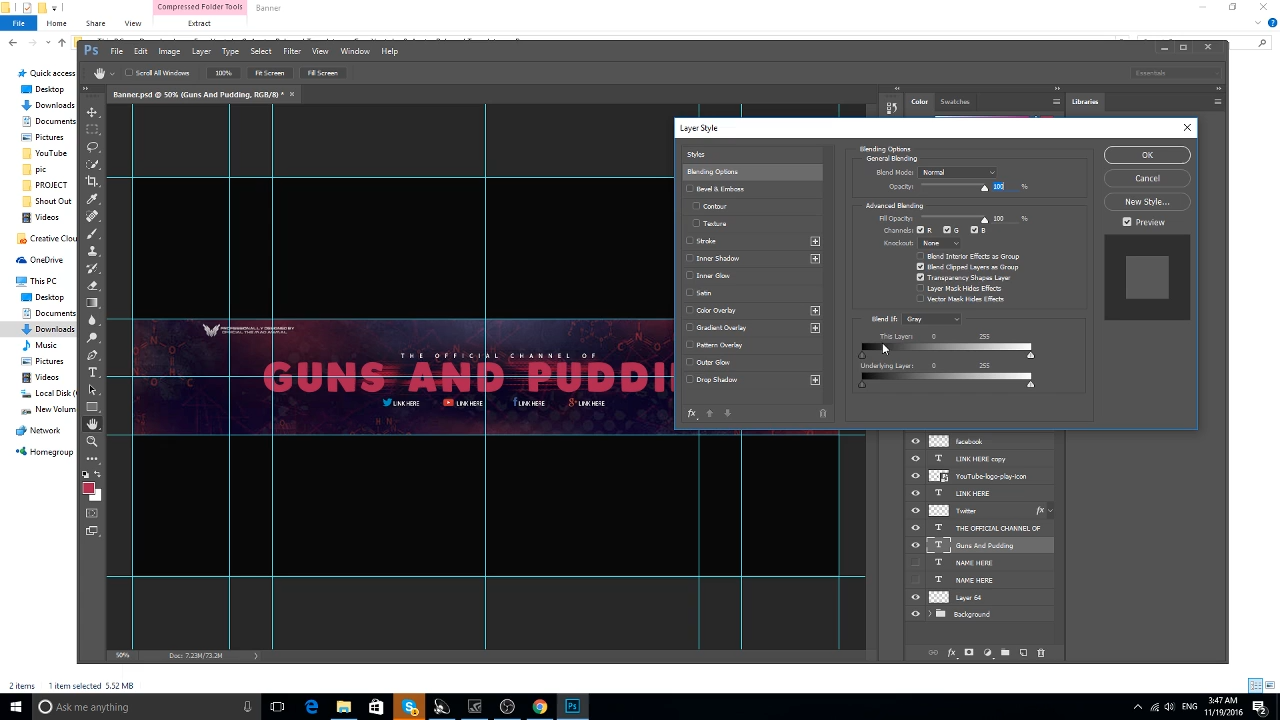 Compressed Folder Tools
Banner
File
Home
Share
View
Extract
Quick access
Desktop
Downloads
Documents
Pictures
YouTube
pic
PROJECT
Shout Out
Videos
Creative Clou
OneDrive
This PC
Desktop
Documents
Downloads
Music
Pictures
Videos
Local Disk (
New Volum
Network
Homegroup
2 items
1 item selected 5.52 MB
Ps
File
Edit
Image
Layer
Type
Select
Filter
View
Window
Help
Scroll All Windows
100%
Fit Screen
Fill Screen
Essentials
Banner.psd @ 50% (Guns And Pudding, RGB/8) *
PROFESSIONALLY DESIGNED BY
THE OFFICIAL CHANNEL OF
GUNS AND PUDDI
LINK HERE
LINK HERE
LINK HERE
LINK HERE
50%
Doc: 7.23M/73.2M
Color
Swatches
Libraries
Layer Style
Styles
Blending Options
Bevel & Emboss
Contour
Texture
Stroke
Inner Shadow
Inner Glow
Satin
Color Overlay
Gradient Overlay
Pattern Overlay
Outer Glow
Drop Shadow
fx
Blending Options
General Blending
Blend Mode: Normal
Opacity: 100 %
Advanced Blending
Fill Opacity: 100 %
Channels: R G B
Knockout: None
Blend Interior Effects as Group
Blend Clipped Layers as Group
Transparency Shapes Layer
Layer Mask Hides Effects
Vector Mask Hides Effects
Blend If: Gray
This Layer: 0 255
Underlying Layer: 0 255
OK
Cancel
New Style...
Preview
facebook
LINK HERE copy
YouTube-logo-play-icon
LINK HERE
Twitter
fx
THE OFFICIAL CHANNEL OF
Guns And Pudding
NAME HERE
NAME HERE
Layer 64
Background
fx
Ask me anything
ENG
3:47 AM
11/19/2016